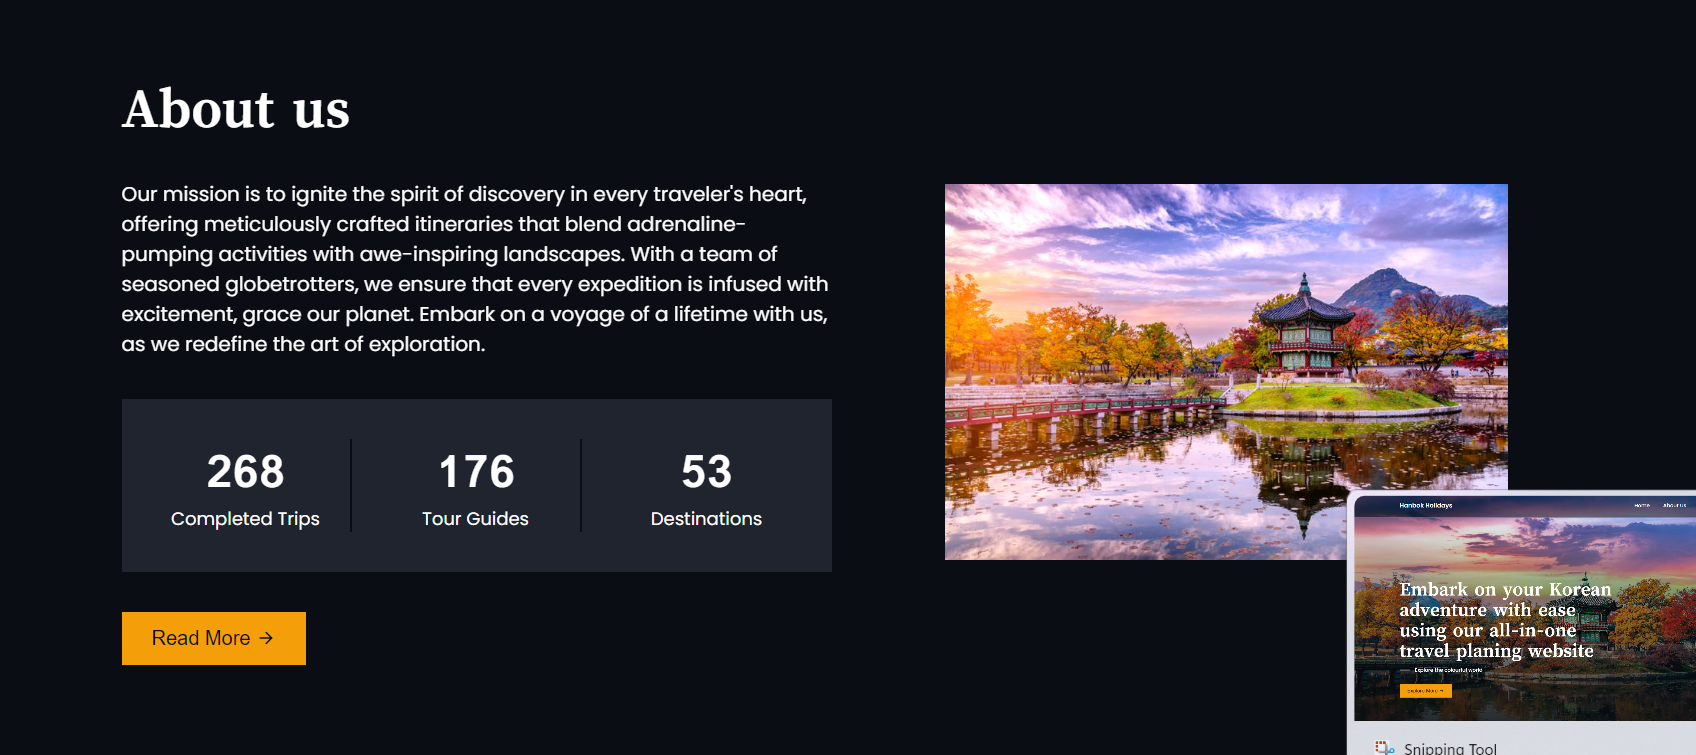 About us
Our mission is to ignite the spirit of discovery in every traveler's heart,
offering meticulously crafted itineraries that blend adrenaline-
pumping activities with awe-inspiring landscapes. With a team of
seasoned globetrotters, we ensure that every expedition is infused with
excitement, grace our planet. Embark on a voyage of a lifetime with us,
as we redefine the art of exploration.
268
Completed Trips
176
Tour Guides
53
Destinations
Read More →
Hanbok Holidays
Home
About Us
Embark on your Korean
adventure with ease
using our all-in-one
travel planing website
Explore the colourful world
Explore More →
Snipping Tool